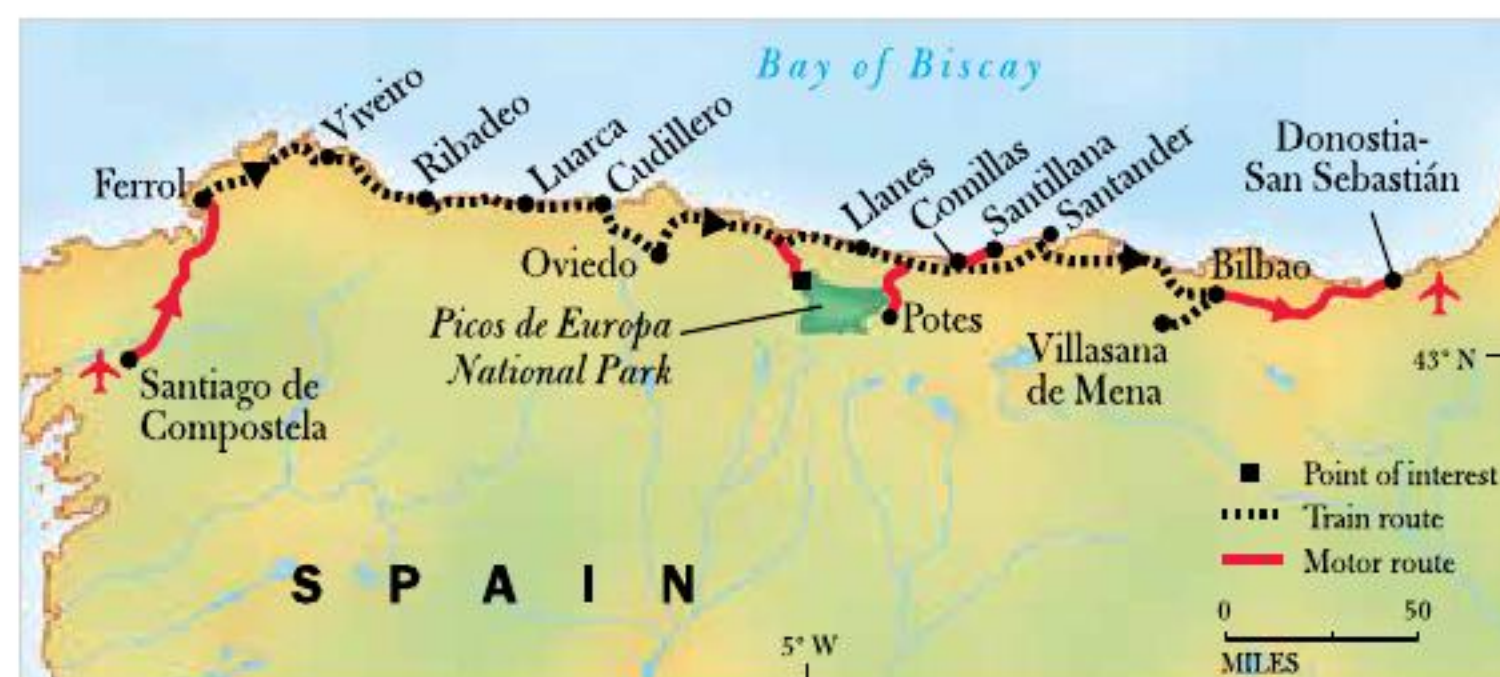 Bay of Biscay
Viveiro
Ribadeo
Luarca
Cudillero
Ferrol
Llanes
Comillas
Santillana
Santander
Donostia-
San Sebastián
Oviedo
Bilbao
Picos de Europa
National Park
Potes
Villasana
de Mena
43° N
Santiago de
Compostela
Point of interest
Train route
Motor route
SPAIN
0 50
MILES
5° W